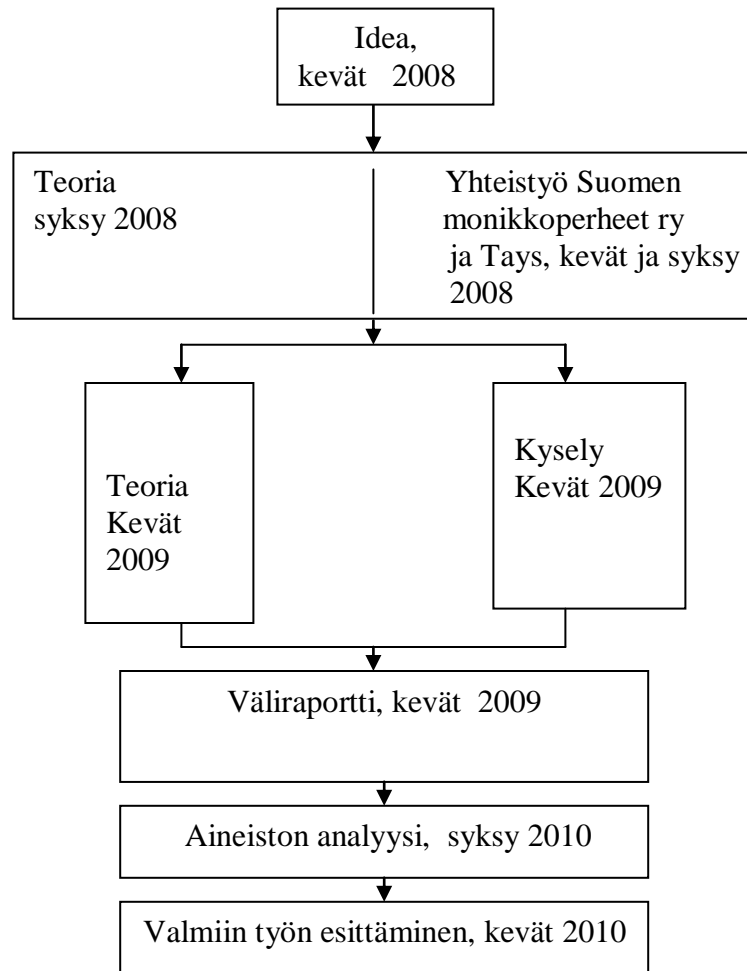 Idea,
kevät 2008
Teoria
syksy 2008
Yhteistyö Suomen
monikkoperheet ry
ja Tays, kevät ja syksy
2008
Teoria
Kevät
2009
Kysely
Kevät 2009
Väliraportti, kevät 2009
Aineiston analyysi, syksy 2010
Valmiin työn esittäminen, kevät 2010